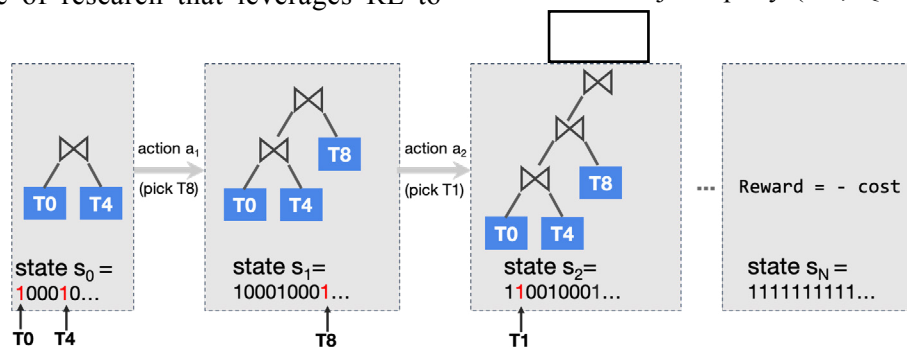 of research that leverages RL to
T0 T4
state s₀ =
100010...
T0 T4
action a₁
(pick T8)
T8
T0 T4
state s₁=
100010001...
T8
action a₂
(pick T1)
T8
T0 T4
state s₂=
110010001...
T1
...
Reward = - cost
state s_N =
1111111111...